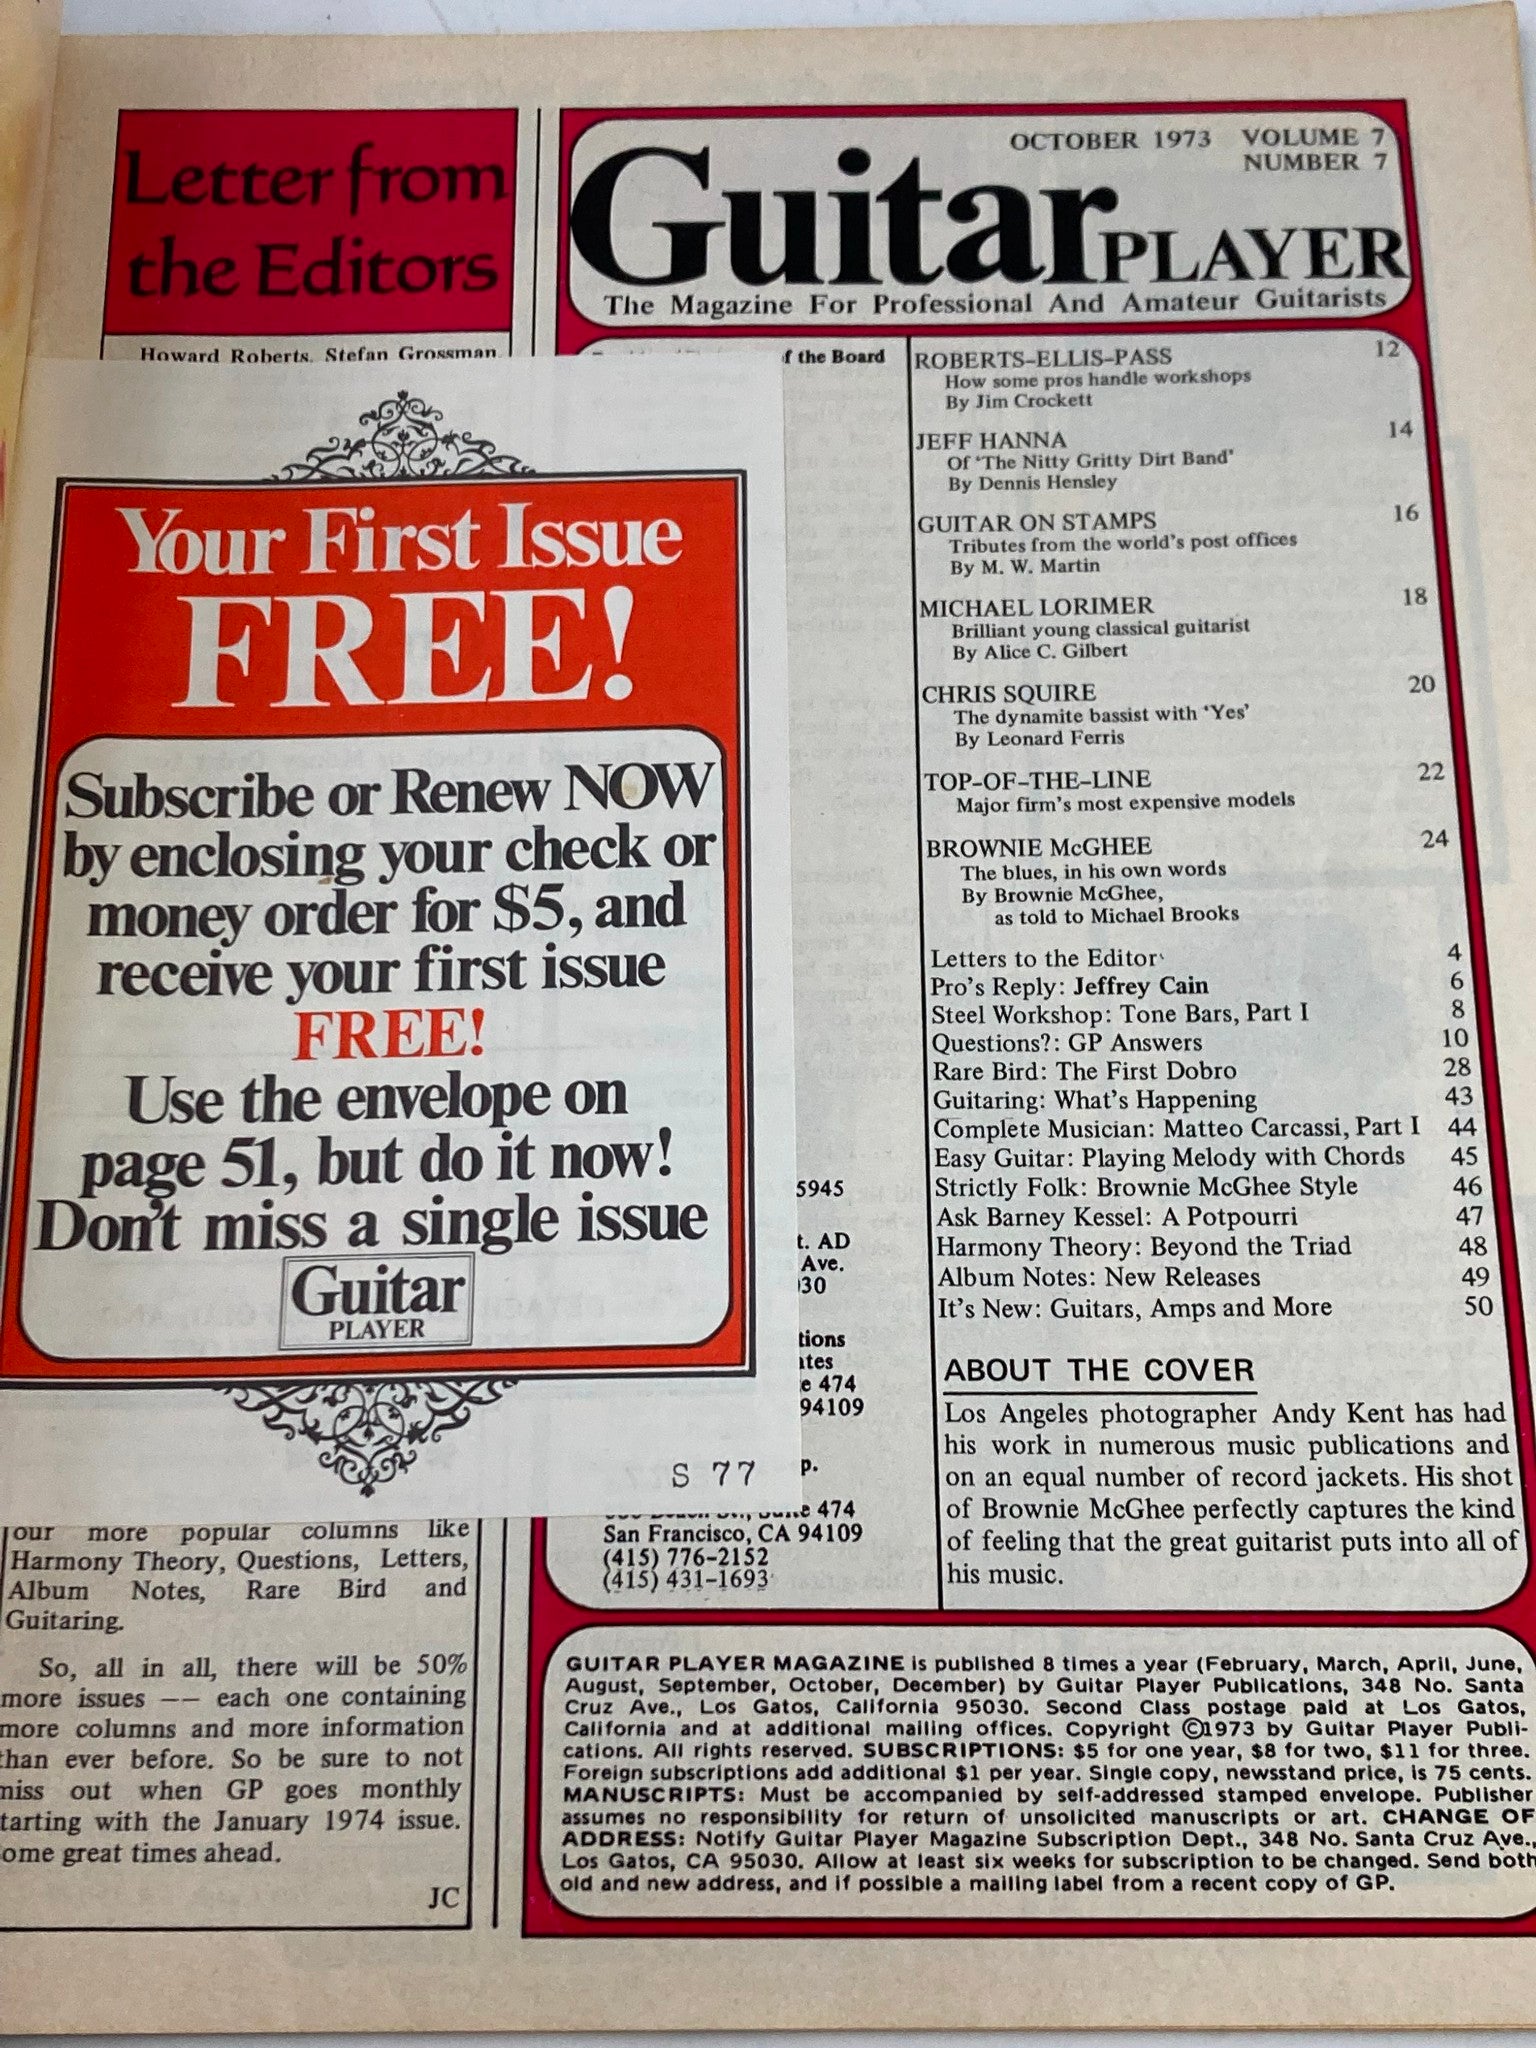 Letter from
the Editors
Howard Roberts, Stefan Grossman,
Your First Issue
FREE!
Subscribe or Renew NOW
by enclosing your check or
money order for $5, and
receive your first issue
FREE!
Use the envelope on
page 51, but do it now!
Don't miss a single issue
Guitar
PLAYER
S 77
our more popular columns like
Harmony Theory, Questions, Letters,
Album Notes, Rare Bird and
Guitaring.
So, all in all, there will be 50%
more issues -- each one containing
more columns and more information
than ever before. So be sure to not
miss out when GP goes monthly
starting with the January 1974 issue.
some great times ahead.
JC
OCTOBER 1973 VOLUME 7
NUMBER 7
Guitar PLAYER
The Magazine For Professional And Amateur Guitarists
of the Board
5945
t. AD
Ave.
030
tions
ates
e 474
94109
p.
474
San Francisco, CA 94109
(415) 776-2152
(415) 431-1693
ROBERTS-ELLIS-PASS 12
How some pros handle workshops
By Jim Crockett
JEFF HANNA 14
Of 'The Nitty Gritty Dirt Band'
By Dennis Hensley
GUITAR ON STAMPS 16
Tributes from the world's post offices
By M. W. Martin
MICHAEL LORIMER 18
Brilliant young classical guitarist
By Alice C. Gilbert
CHRIS SQUIRE 20
The dynamite bassist with 'Yes'
By Leonard Ferris
TOP-OF-THE-LINE 22
Major firm's most expensive models
BROWNIE McGHEE 24
The blues, in his own words
By Brownie McGhee,
as told to Michael Brooks
Letters to the Editor 4
Pro's Reply: Jeffrey Cain 6
Steel Workshop: Tone Bars, Part I 8
Questions?: GP Answers 10
Rare Bird: The First Dobro 28
Guitaring: What's Happening 43
Complete Musician: Matteo Carcassi, Part I 44
Easy Guitar: Playing Melody with Chords 45
Strictly Folk: Brownie McGhee Style 46
Ask Barney Kessel: A Potpourri 47
Harmony Theory: Beyond the Triad 48
Album Notes: New Releases 49
It's New: Guitars, Amps and More 50
ABOUT THE COVER
Los Angeles photographer Andy Kent has had
his work in numerous music publications and
on an equal number of record jackets. His shot
of Brownie McGhee perfectly captures the kind
of feeling that the great guitarist puts into all of
his music.
GUITAR PLAYER MAGAZINE is published 8 times a year (February, March, April, June,
August, September, October, December) by Guitar Player Publications, 348 No. Santa
Cruz Ave., Los Gatos, California 95030. Second Class postage paid at Los Gatos,
California and at additional mailing offices. Copyright ©1973 by Guitar Player Publi-
cations. All rights reserved. SUBSCRIPTIONS: $5 for one year, $8 for two, $11 for three.
Foreign subscriptions add additional $1 per year. Single copy, newsstand price, is 75 cents.
MANUSCRIPTS: Must be accompanied by self-addressed stamped envelope. Publisher
assumes no responsibility for return of unsolicited manuscripts or art. CHANGE OF
ADDRESS: Notify Guitar Player Magazine Subscription Dept., 348 No. Santa Cruz Ave.,
Los Gatos, CA 95030. Allow at least six weeks for subscription to be changed. Send both
old and new address, and if possible a mailing label from a recent copy of GP.